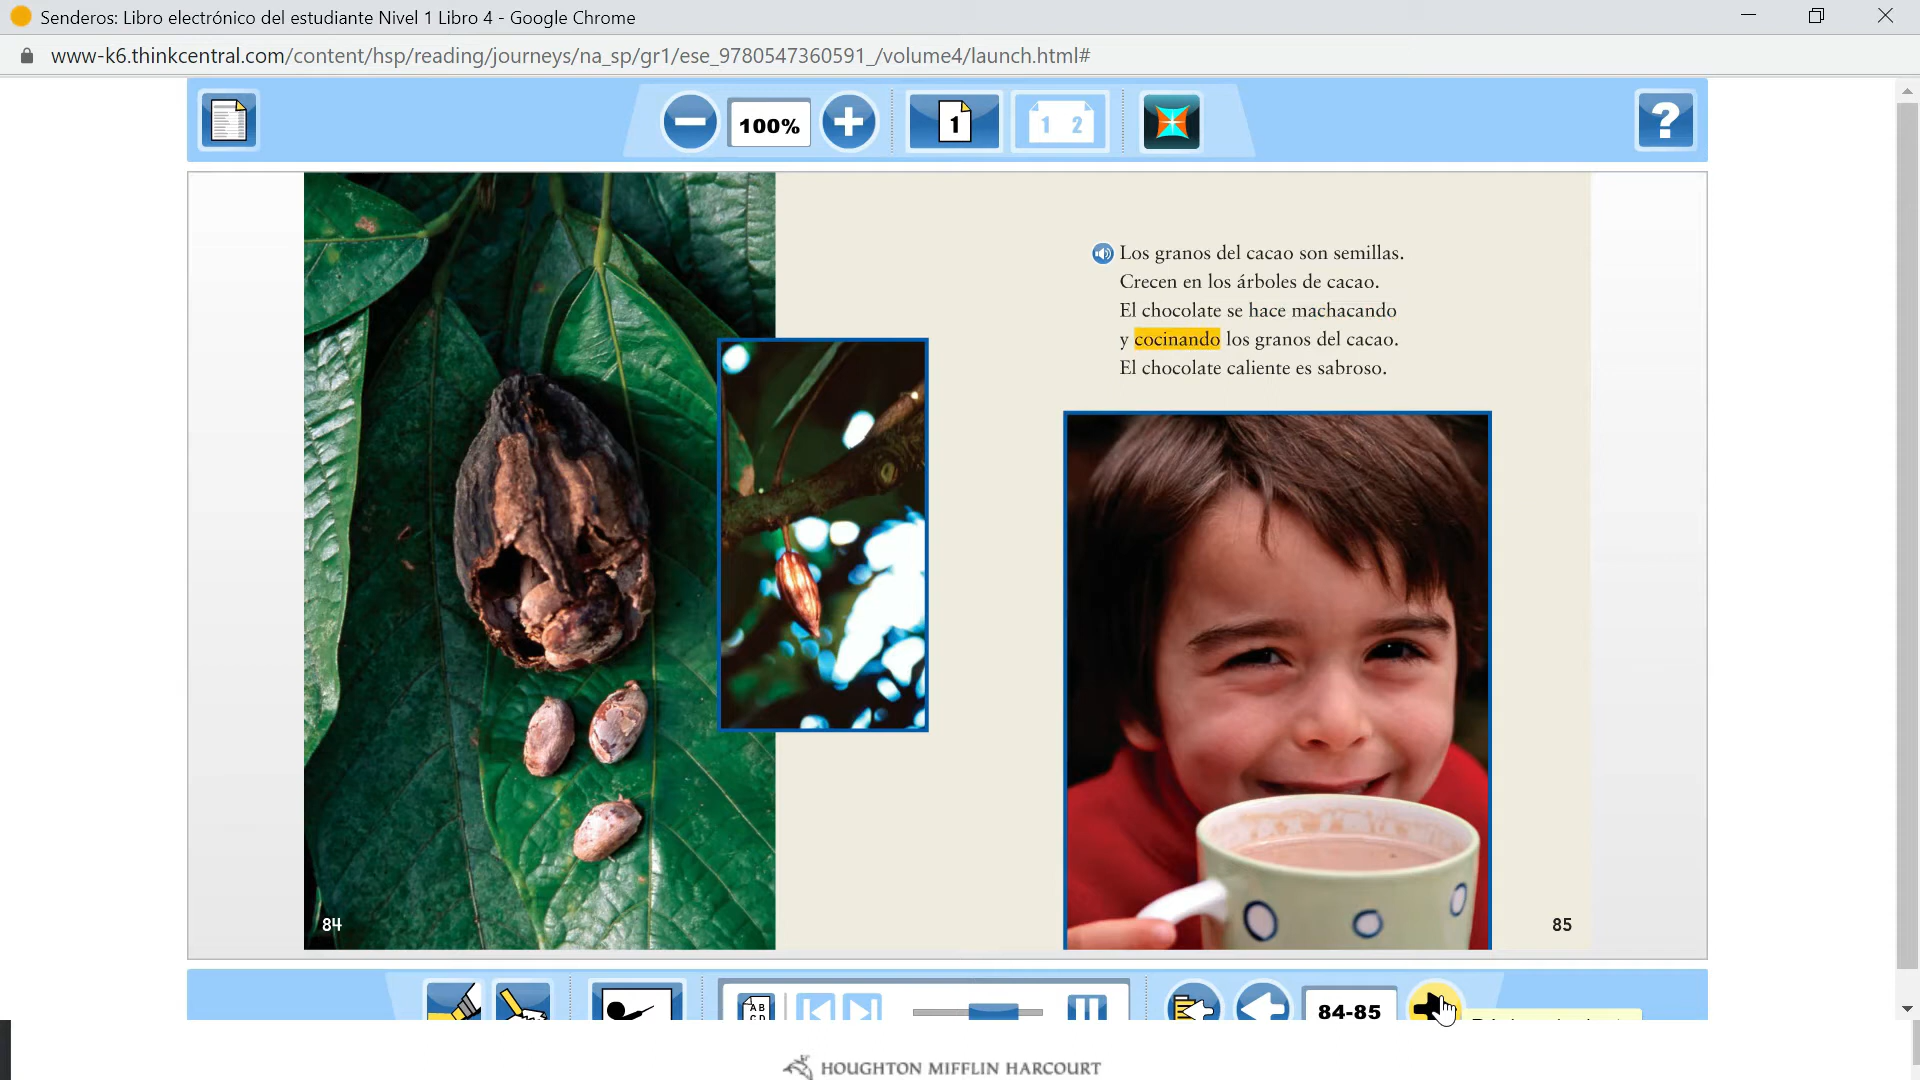 Senderos: Libro electrónico del estudiante Nivel 1 Libro 4 - Google Chrome
www-k6.thinkcentral.com/content/hsp/reading/journeys/na_sp/gr1/ese_9780547360591_/volume4/launch.html#
100%
1
1 2
?
Los granos del cacao son semillas.
Crecen en los árboles de cacao.
El chocolate se hace machacando
y cocinando los granos del cacao.
El chocolate caliente es sabroso.
84
85
AB
CD
84-85
HOUGHTON MIFFLIN HARCOURT